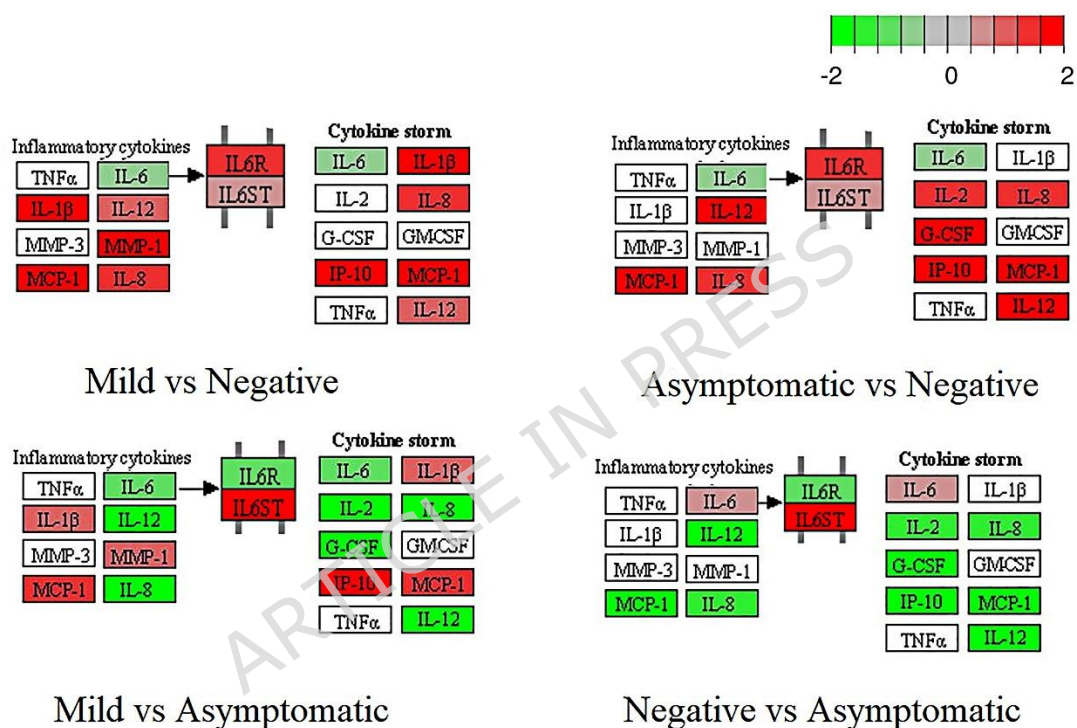 -2 0 2
Inflammatory cytokines
TNFα IL-6
IL-1β IL-12
MMP-3 MMP-1
MCP-1 IL-8
IL6R
IL6ST
Cytokine storm
IL-6 IL-1β
IL-2 IL-8
G-CSF GMCSF
IP-10 MCP-1
TNFα IL-12
Mild vs Negative
Inflammatory cytokines
TNFα IL-6
IL-1β IL-12
MMP-3 MMP-1
MCP-1 IL-8
IL6R
IL6ST
Cytokine storm
IL-6 IL-1β
IL-2 IL-8
G-CSF GMCSF
IP-10 MCP-1
TNFα IL-12
Asymptomatic vs Negative
Inflammatory cytokines
TNFα IL-6
IL-1β IL-12
MMP-3 MMP-1
MCP-1 IL-8
IL6R
IL6ST
Cytokine storm
IL-6 IL-1β
IL-2 IL-8
G-CSF GMCSF
IP-10 MCP-1
TNFα IL-12
Mild vs Asymptomatic
Inflammatory cytokines
TNFα IL-6
IL-1β IL-12
MMP-3 MMP-1
MCP-1 IL-8
IL6R
IL6ST
Cytokine storm
IL-6 IL-1β
IL-2 IL-8
G-CSF GMCSF
IP-10 MCP-1
TNFα IL-12
Negative vs Asymptomatic
ARTICLE IN PRESS